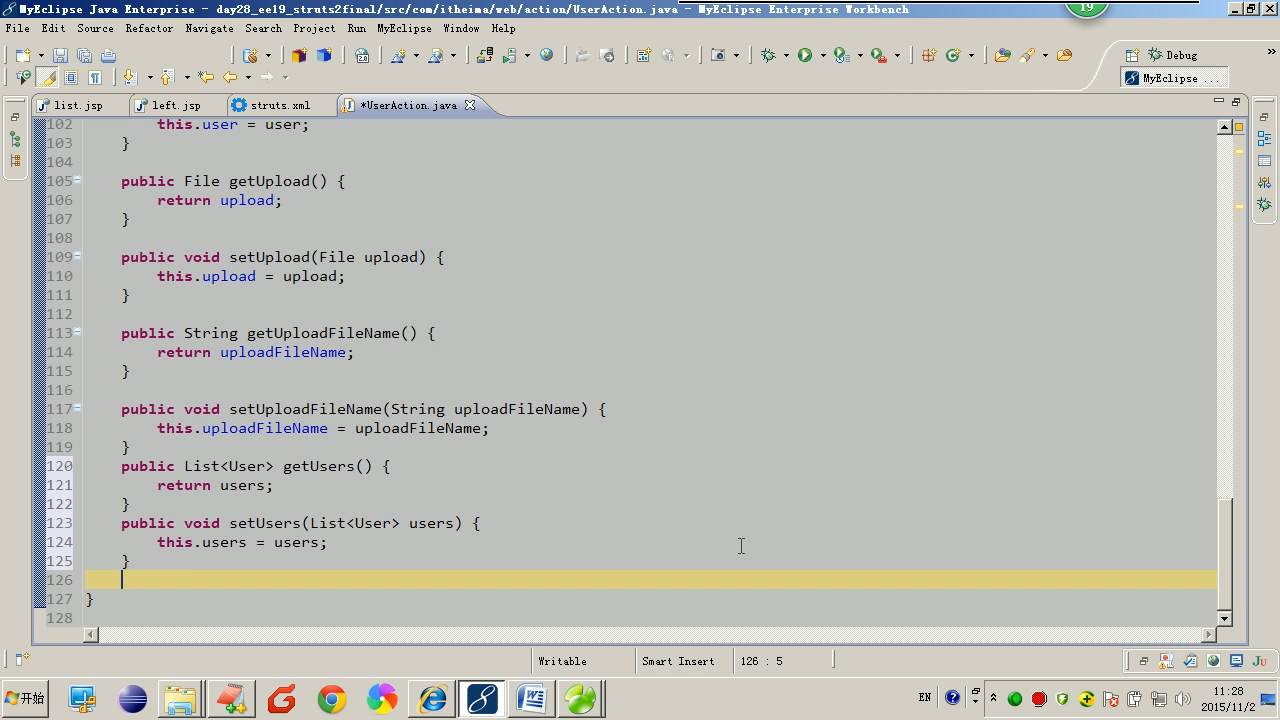 MyEclipse Java Enterprise - day28_ee19_struts2final/src/com/itheima/web/action/UserAction.java - MyEclipse Enterprise Workbench
19
File Edit Source Refactor Navigate Search Project Run MyEclipse Window Help
Debug
MyEclipse ...
list.jsp left.jsp struts.xml *UserAction.java
102         this.user = user;
103     }
104
105     public File getUpload() {
106         return upload;
107     }
108
109     public void setUpload(File upload) {
110         this.upload = upload;
111     }
112
113     public String getUploadFileName() {
114         return uploadFileName;
115     }
116
117     public void setUploadFileName(String uploadFileName) {
118         this.uploadFileName = uploadFileName;
119     }
120     public List<User> getUsers() {
121         return users;
122     }
123     public void setUsers(List<User> users) {
124         this.users = users;
125     }
126
127 }
128
Writable Smart Insert 126 : 5
开始 EN 11:28
2015/11/2